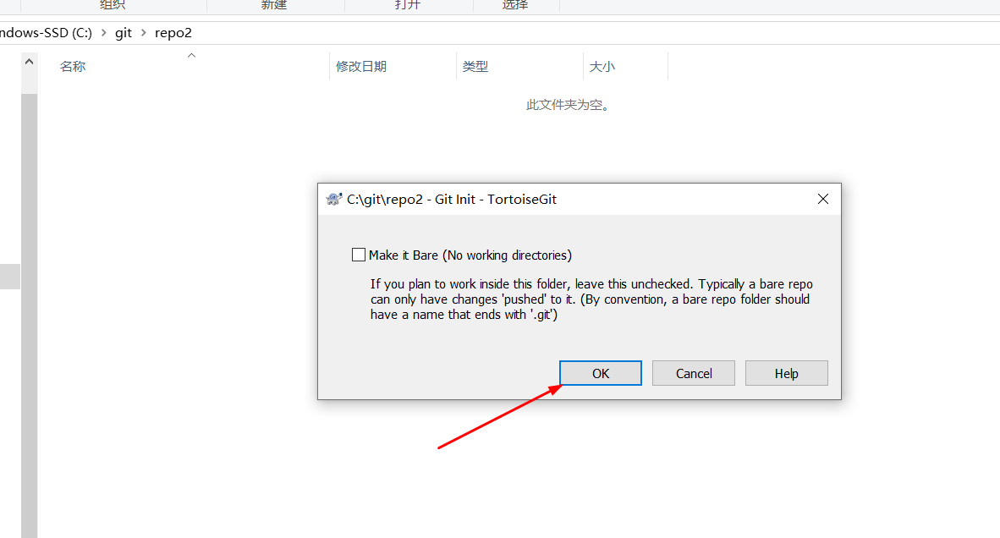 组织 新建 打开 选择
ndows-SSD (C:) > git > repo2
名称 修改日期 类型 大小
此文件夹为空。
C:\git\repo2 - Git Init - TortoiseGit
Make it Bare (No working directories)
If you plan to work inside this folder, leave this unchecked. Typically a bare repo
can only have changes 'pushed' to it. (By convention, a bare repo folder should
have a name that ends with '.git')
OK Cancel Help